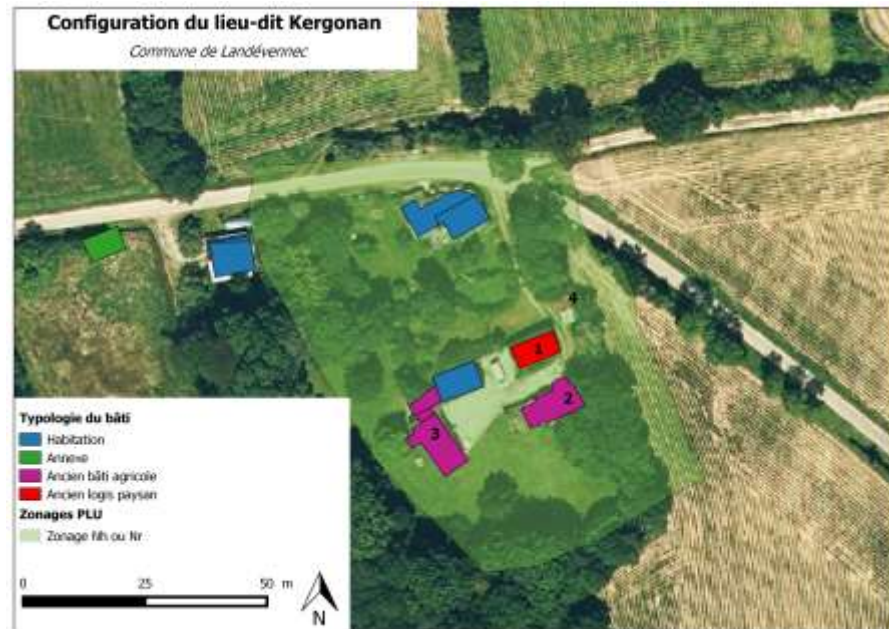 Configuration du lieu-dit Kergonan
Commune de Landévennec
4
1
2
3
Typologie du bâti
Habitation
Annexe
Ancien bâti agricole
Ancien logis paysan
Zonages PLU
Zonage Nh ou Nr
0 25 50 m
N